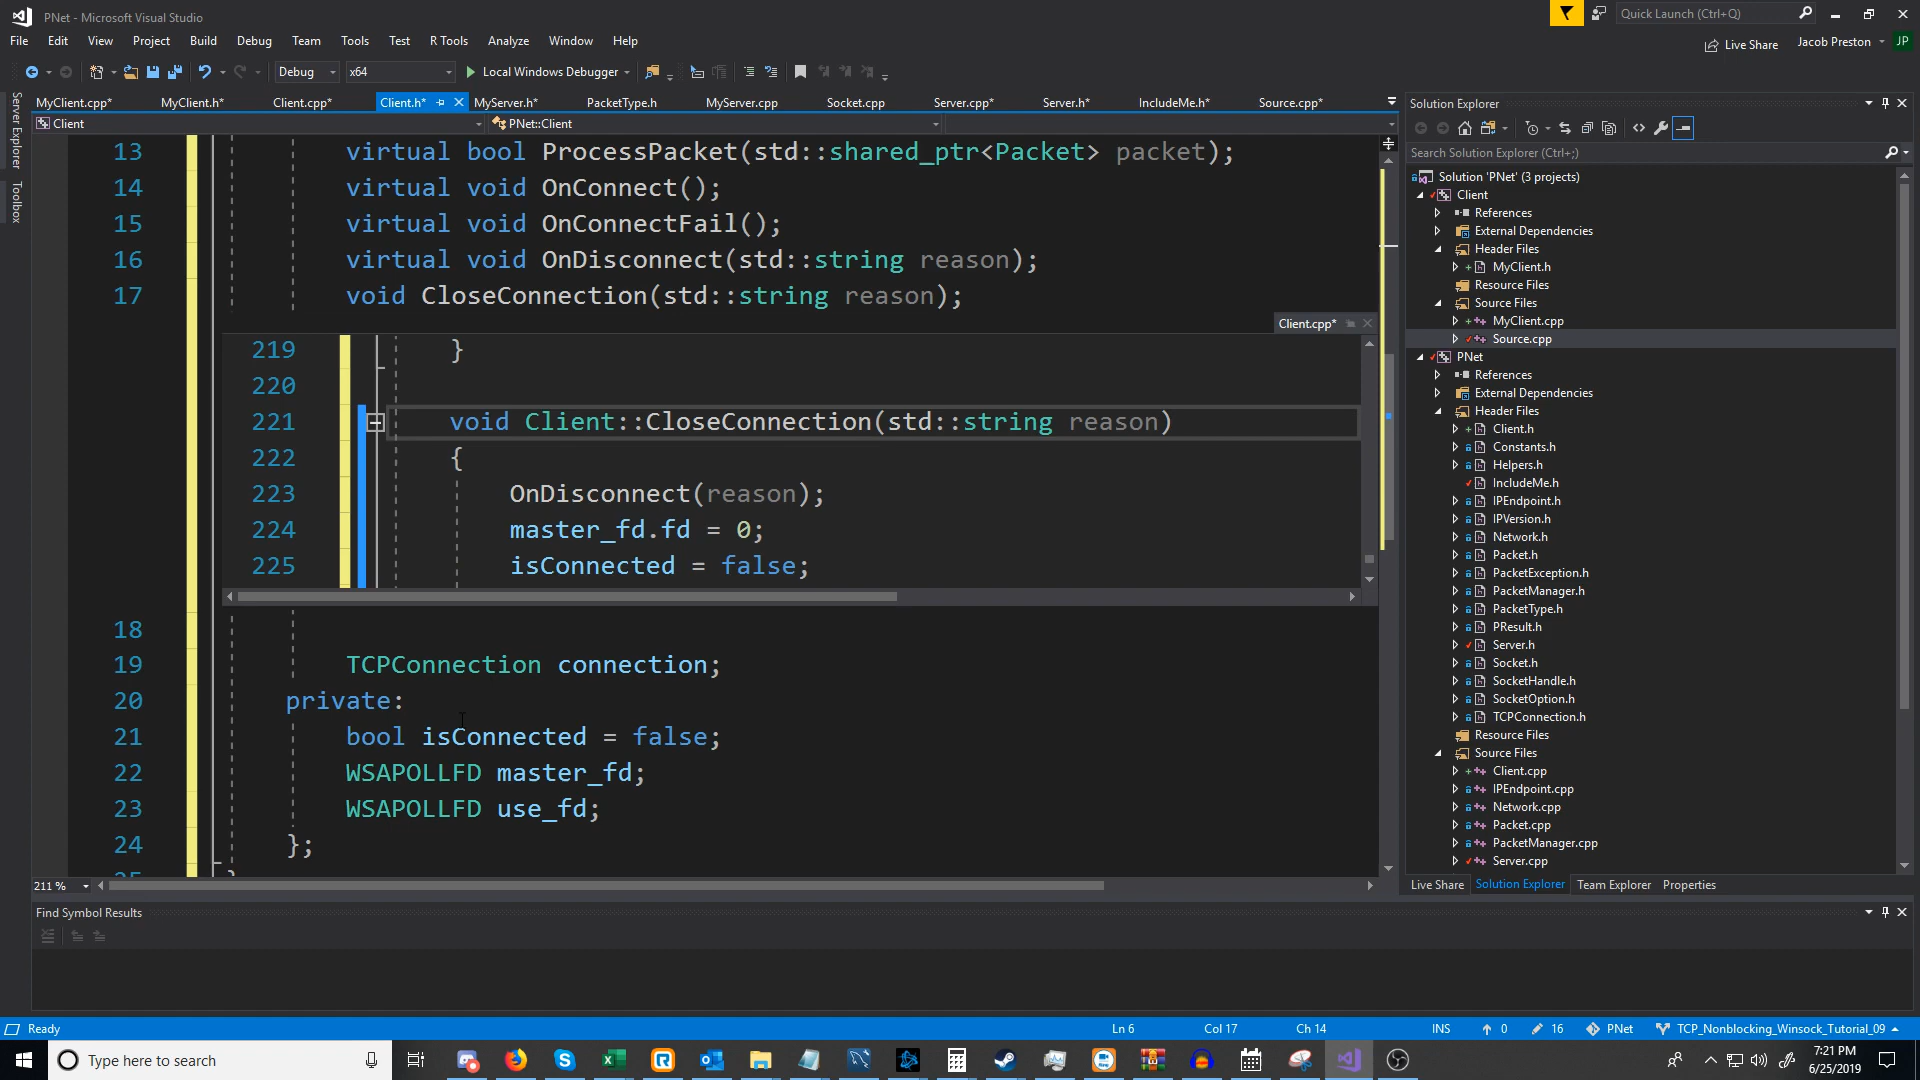 PNet - Microsoft Visual Studio
Quick Launch (Ctrl+Q)
File Edit View Project Build Debug Team Tools Test R Tools Analyze Window Help
Live Share Jacob Preston JP
Debug x64 Local Windows Debugger
MyClient.cpp* MyClient.h* Client.cpp* Client.h* MyServer.h* PacketType.h MyServer.cpp Socket.cpp Server.cpp* Server.h* IncludeMe.h* Source.cpp*
Client PNet::Client
Server Explorer
Toolbox
13 virtual bool ProcessPacket(std::shared_ptr<Packet> packet);
14 virtual void OnConnect();
15 virtual void OnConnectFail();
16 virtual void OnDisconnect(std::string reason);
17 void CloseConnection(std::string reason);
Client.cpp*
219 }
220
221 void Client::CloseConnection(std::string reason)
222 {
223 OnDisconnect(reason);
224 master_fd.fd = 0;
225 isConnected = false;
18
19 TCPConnection connection;
20 private:
21 bool isConnected = false;
22 WSAPOLLFD master_fd;
23 WSAPOLLFD use_fd;
24 };
211 %
Solution Explorer
Search Solution Explorer (Ctrl+;)
Solution 'PNet' (3 projects)
Client
References
External Dependencies
Header Files
MyClient.h
Resource Files
Source Files
MyClient.cpp
Source.cpp
PNet
References
External Dependencies
Header Files
Client.h
Constants.h
Helpers.h
IncludeMe.h
IPEndpoint.h
IPVersion.h
Network.h
Packet.h
PacketException.h
PacketManager.h
PacketType.h
PResult.h
Server.h
Socket.h
SocketHandle.h
SocketOption.h
TCPConnection.h
Resource Files
Source Files
Client.cpp
IPEndpoint.cpp
Network.cpp
Packet.cpp
PacketManager.cpp
Server.cpp
Live Share Solution Explorer Team Explorer Properties
Find Symbol Results
Ready Ln 6 Col 17 Ch 14 INS 0 16 PNet TCP_Nonblocking_Winsock_Tutorial_09
Type here to search
7:21 PM
6/25/2019